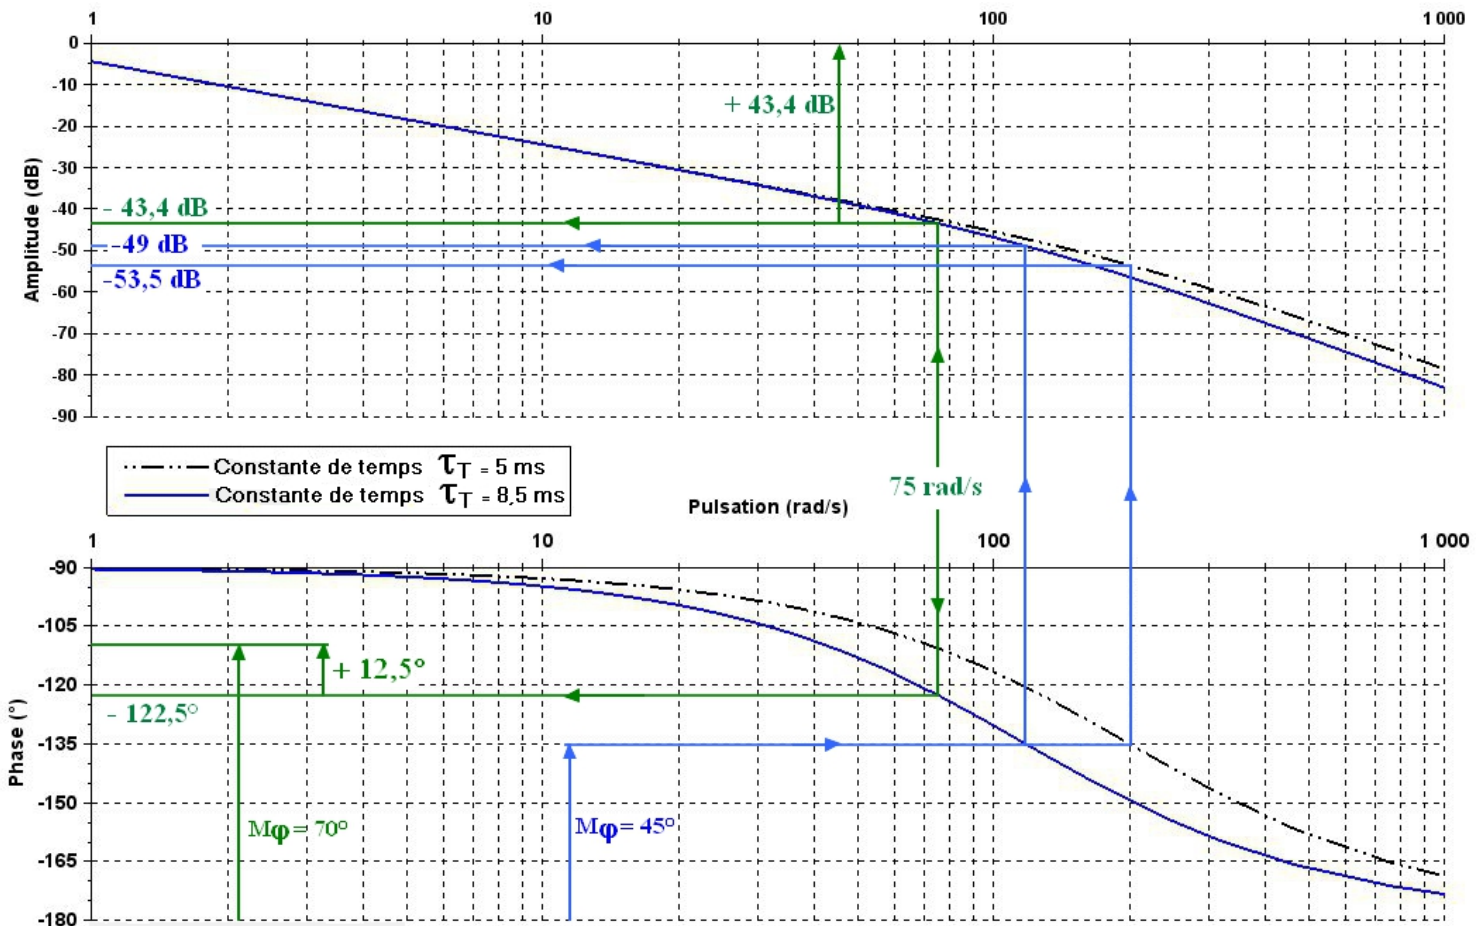 1 10 100 1 000
0
-10
+ 43,4 dB
-20
-30
-40
- 43,4 dB
-49 dB
-50
-53,5 dB
-60
-70
-80
-90
Amplitude (dB)
Constante de temps τT = 5 ms
Constante de temps τT = 8,5 ms
75 rad/s
Pulsation (rad/s)
1 10 100 1 000
-90
-105
+ 12,5°
-120
- 122,5°
-135
-150
Mφ = 70°
Mφ = 45°
-165
-180
Phase (°)